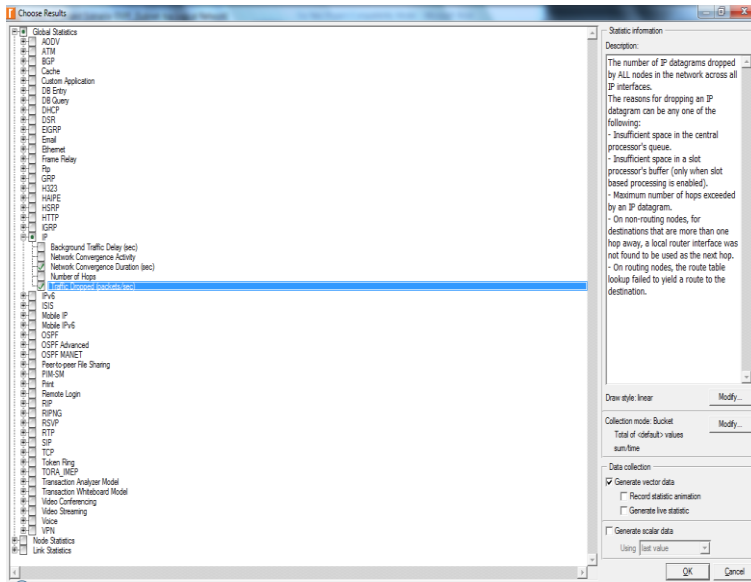 Choose Results
Global Statistics
AODV
ATM
BGP
Cache
Custom Application
DB Entry
DB Query
DHCP
DSR
EIGRP
Email
Ethernet
Frame Relay
Ftp
GRP
H323
HAIPE
HSRP
HTTP
IGRP
IP
Background Traffic Delay (sec)
Network Convergence Activity
Network Convergence Duration (sec)
Number of Hops
Traffic Dropped (packets/sec)
IPv6
ISIS
Mobile IP
Mobile IPv6
OSPF
OSPF Advanced
OSPF MANET
Peer-to-peer File Sharing
PIM-SM
Print
Remote Login
RIP
RIPNG
RSVP
RTP
SIP
TCP
Token Ring
TORA_IMEP
Transaction Analyzer Model
Transaction Whiteboard Model
Video Conferencing
Video Streaming
Voice
VPN
Node Statistics
Link Statistics
Statistic information
Description:
The number of IP datagrams dropped
by ALL nodes in the network across all
IP interfaces.
The reasons for dropping an IP
datagram can be any one of the
following:
- Insufficient space in the central
processor's queue.
- Insufficient space in a slot
processor's buffer (only when slot
based processing is enabled).
- Maximum number of hops exceeded
by an IP datagram.
- On non-routing nodes, for
destinations that are more than one
hop away, a local router interface was
not found to be used as the next hop.
- On routing nodes, the route table
lookup failed to yield a route to the
destination.
Draw style: linear
Modify...
Collection mode: Bucket
Modify...
Total of <default> values
sum/time
Data collection
Generate vector data
Record statistic animation
Generate live statistic
Generate scalar data
Using last value
OK
Cancel